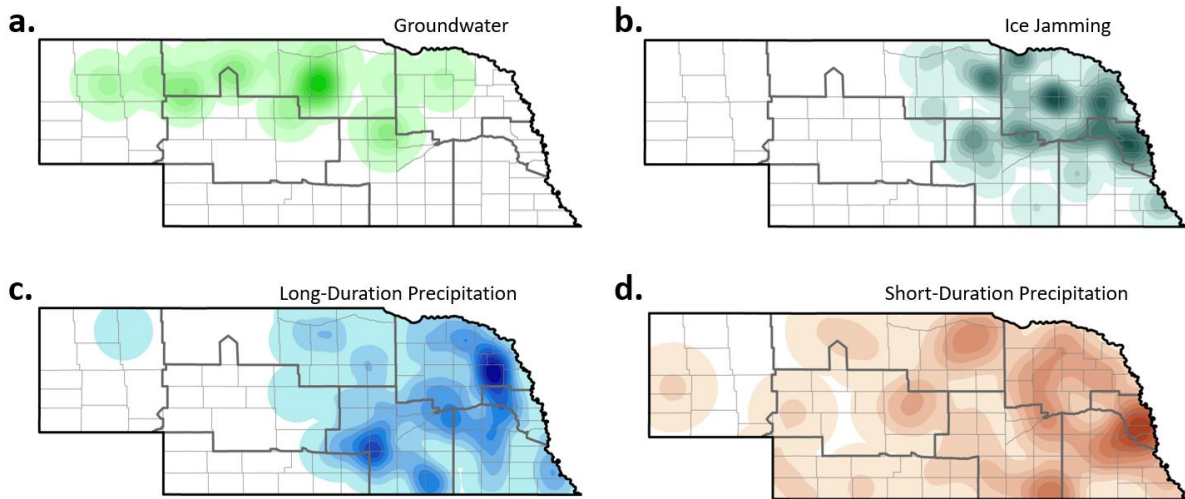 a.
Groundwater
b.
Ice Jamming
c.
Long-Duration Precipitation
d.
Short-Duration Precipitation